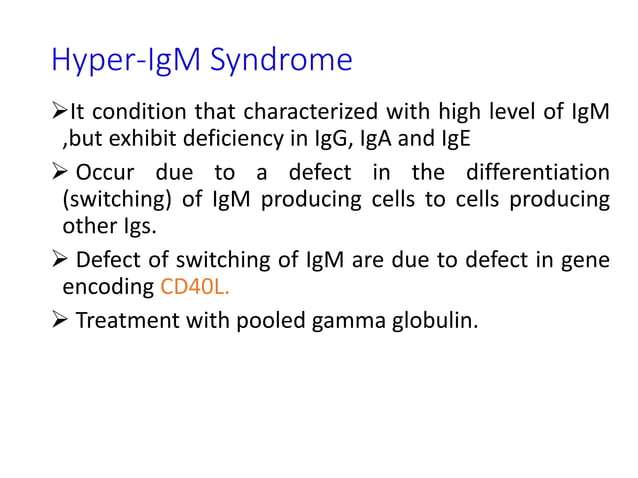 Hyper-IgM Syndrome
➢It condition that characterized with high level of IgM
,but exhibit deficiency in IgG, IgA and IgE
➢ Occur due to a defect in the differentiation
(switching) of IgM producing cells to cells producing
other Igs.
➢ Defect of switching of IgM are due to defect in gene
encoding CD40L.
➢ Treatment with pooled gamma globulin.